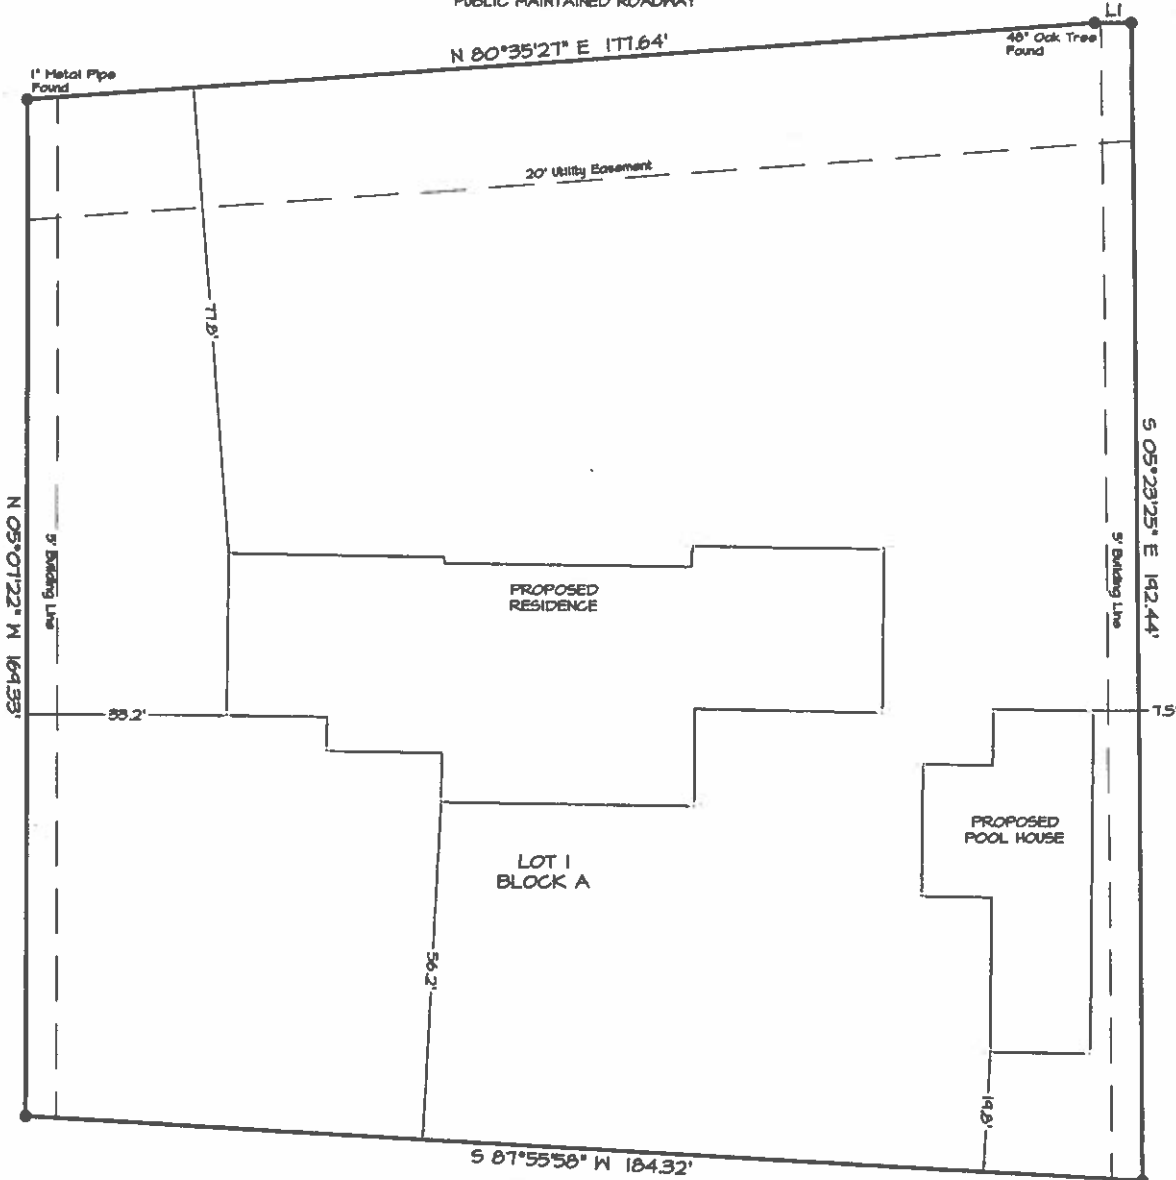 PUBLIC MAINTAINED ROADWAY
L1
N 80°35'27" E 177.64'
48" Oak Tree
Found
1" Metal Pipe
Found
20' Utility Easement
77.8'
S 05°23'25" E 192.44'
N 05°07'22" W 169.33'
5' Building Line
5' Building Line
PROPOSED
RESIDENCE
33.2'
7.5
PROPOSED
POOL HOUSE
LOT 1
BLOCK A
56.2'
19.8'
S 87°55'58" W 184.32'